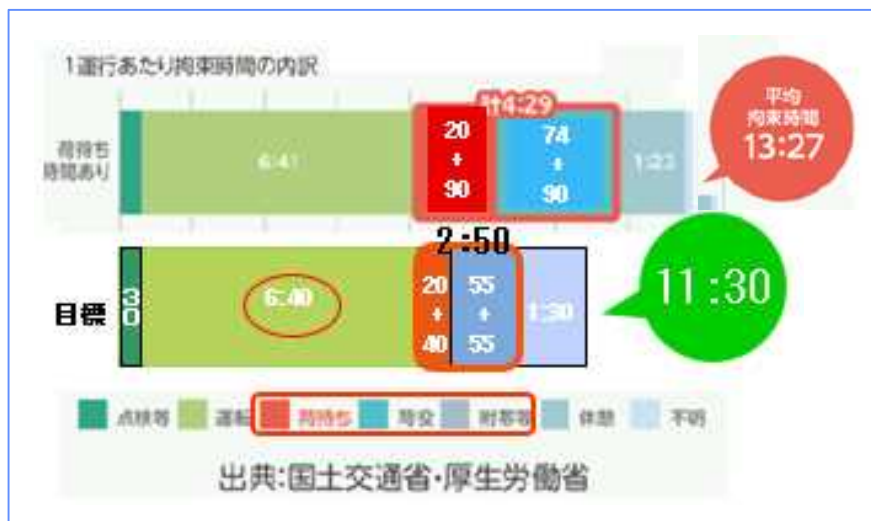 1運行あたり拘束時間の内訳
計4:29
平均
拘束時間
13:27
荷待ち
時間あり
6:41
20
+
90
74
+
90
2:50
目標
30
6:40
20
+
40
55
+
55
1:30
11:30
点検等 運転 荷待ち 荷役 附帯等 休憩 不明
出典:国土交通省・厚生労働省